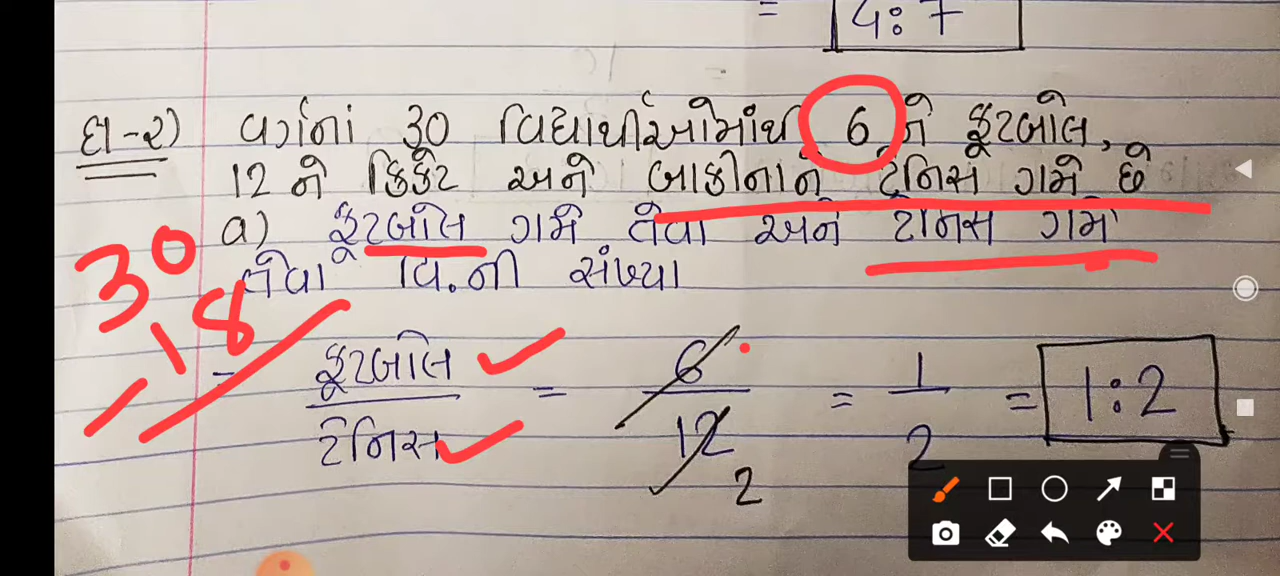 = 4:7
દા-૨) વર્ગનાં 30 વિદ્યાર્થીઓમાંથી 6 ને ફૂટબોલ,
12 ને ક્રિકેટ અને બાકીનાને ટેનિસ ગમે છે
a) ફૂટબોલ ગમે તેવા અને ટેનિસ ગમે
તેવા વિ.ની સંખ્યા
30
- 18
ફૂટબોલ / ટેનિસ = 6 / 12 = 1 / 2 = 1:2
2